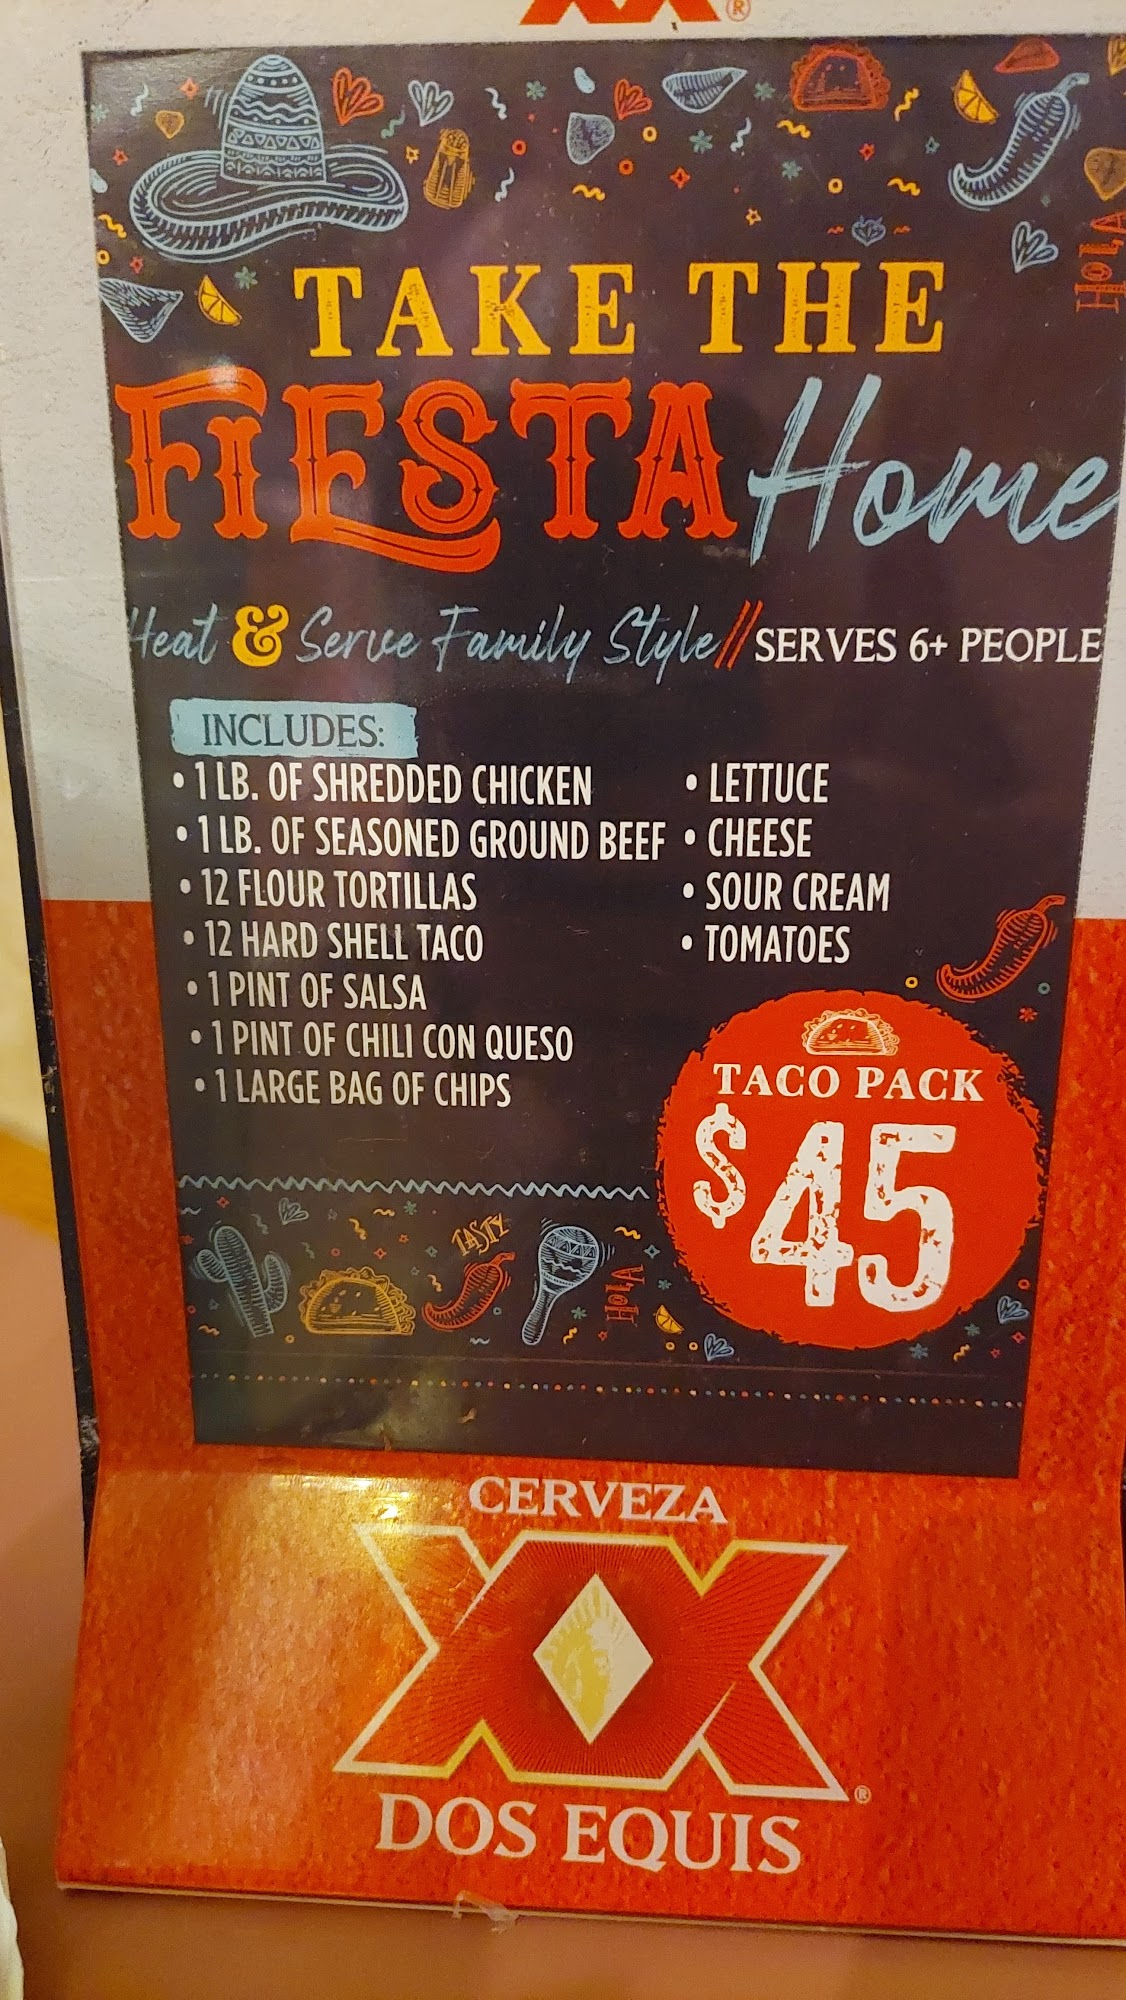 HOLA
TAKE THE
FIESTA Home
Heat & Serve Family Style // SERVES 6+ PEOPLE
INCLUDES:
• 1 LB. OF SHREDDED CHICKEN
• 1 LB. OF SEASONED GROUND BEEF
• 12 FLOUR TORTILLAS
• 12 HARD SHELL TACO
• 1 PINT OF SALSA
• 1 PINT OF CHILI CON QUESO
• 1 LARGE BAG OF CHIPS
• LETTUCE
• CHEESE
• SOUR CREAM
• TOMATOES
TACO PACK
$45
TASTY
HOLA
CERVEZA
XX®
DOS EQUIS